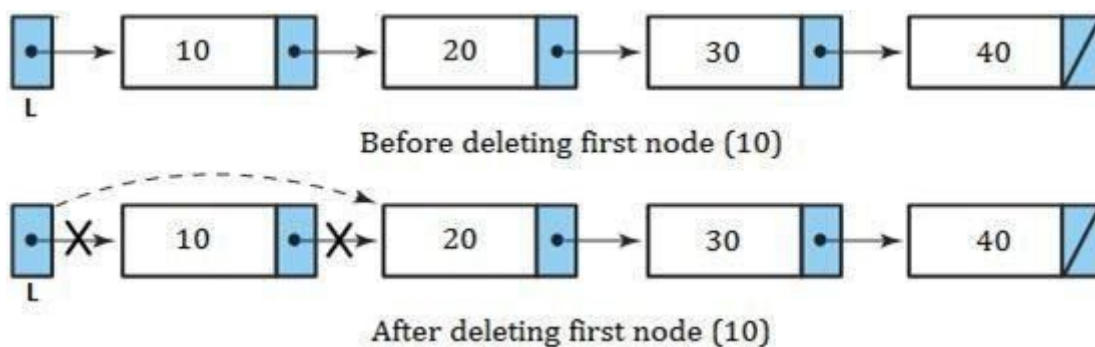 10 20 30 40
L
Before deleting first node (10)
10 20 30 40
L
After deleting first node (10)